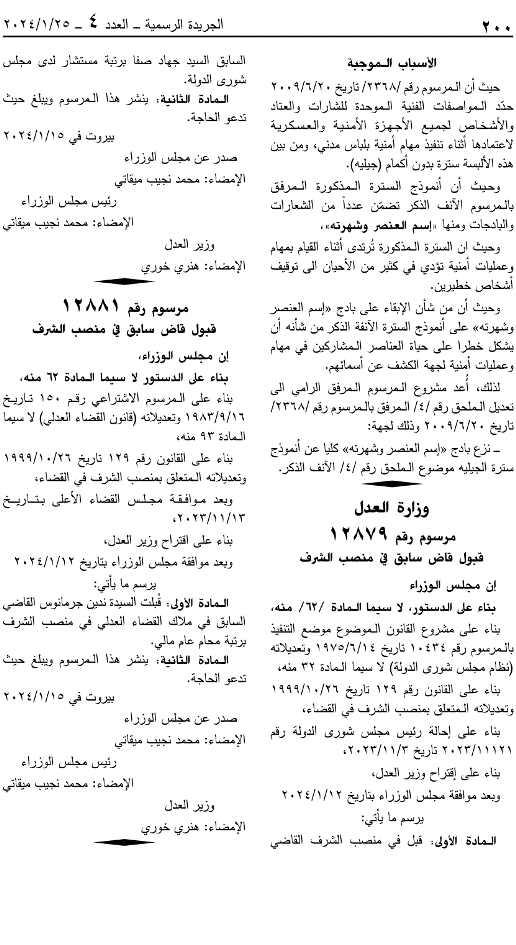 ٢٠٠
الجريدة الرسمية ـ العدد ٤ ـ ٢٠٢٤/١/٢٥
الأسباب الموجبة
حيث أن المرسوم رقم /٢٣٦٨/ تاريخ ٢٠٠٩/٦/٢٠
حدّد المواصفات الفنية الموحدة للشارات والعتاد
والأشخاص لجميع الأجهزة الأمنية والعسكرية
لاعتمادها أثناء تنفيذ مهام أمنية بلباس مدني، ومن بين
هذه الألبسة سترة بدون أكمام (جيليه).
وحيث أن أنموذج السترة المذكورة المرفق
بالمرسوم الآنف الذكر تضمّن عدداً من الشعارات
والبادجات ومنها «إسم العنصر وشهرته»،
وحيث ان السترة المذكورة تُرتدى أثناء القيام بمهام
وعمليات أمنية تؤدي في كثير من الأحيان الى توقيف
أشخاص خطيرين.
وحيث أن من شأن الإبقاء على بادج «إسم العنصر
وشهرته» على أنموذج السترة الآنفة الذكر من شأنه أن
يشكل خطرا على حياة العناصر المشاركين في مهام
وعمليات أمنية لجهة الكشف عن أسمائهم.
لذلك، أُعد مشروع المرسوم المرفق الرامي الى
تعديل الملحق رقم /٤/ المرفق بالمرسوم رقم /٢٣٦٨/
تاريخ ٢٠٠٩/٦/٢٠ وذلك لجهة:
ـ نزع بادج «إسم العنصر وشهرته» كليا عن أنموذج
سترة الجيليه موضوع الملحق رقم /٤/ الآنف الذكر.
وزارة العدل
مرسوم رقم ١٢٨٧٩
قبول قاض سابق في منصب الشرف
إن مجلس الوزراء
بناء على الدستور، لا سيما المادة /٦٢/ منه،
بناء على مشروع القانون الموضوع موضع التنفيذ
بالمرسوم رقم ١٠٤٣٤ تاريخ ١٩٧٥/٦/١٤ وتعديلاته
(نظام مجلس شورى الدولة) لا سيما المادة ٣٢ منه،
بناء على القانون رقم ١٢٩ تاريخ ١٩٩٩/١٠/٢٦
وتعديلاته المتعلق بمنصب الشرف في القضاء،
بناء على إحالة رئيس مجلس شورى الدولة رقم
٢٠٢٣/١١١٢١ تاريخ ٢٠٢٣/١١/٣،
بناء على إقتراح وزير العدل،
وبعد موافقة مجلس الوزراء بتاريخ ٢٠٢٤/١/١٢
يرسم ما يأتي:
المادة الأولى: قبل في منصب الشرف القاضي
السابق السيد جهاد صفا برتبة مستشار لدى مجلس
شورى الدولة.
المادة الثانية: ينشر هذا المرسوم ويبلغ حيث
تدعو الحاجة.
بيروت في ٢٠٢٤/١/١٥
صدر عن مجلس الوزراء
الإمضاء: محمد نجيب ميقاتي
رئيس مجلس الوزراء
الإمضاء: محمد نجيب ميقاتي
وزير العدل
الإمضاء: هنري خوري
مرسوم رقم ١٢٨٨١
قبول قاض سابق في منصب الشرف
إن مجلس الوزراء،
بناء على الدستور لا سيما المادة ٦٢ منه،
بناء على المرسوم الاشتراعي رقم ١٥٠ تاريخ
١٩٨٣/٩/١٦ وتعديلاته (قانون القضاء العدلي) لا سيما
المادة ٩٣ منه،
بناء على القانون رقم ١٢٩ تاريخ ١٩٩٩/١٠/٢٦
وتعديلاته المتعلق بمنصب الشرف في القضاء،
وبعد موافقة مجلس القضاء الأعلى بتاريخ
٢٠٢٣/١١/١٣،
بناء على اقتراح وزير العدل،
وبعد موافقة مجلس الوزراء بتاريخ ٢٠٢٤/١/١٢
يرسم ما يأتي:
المادة الأولى: قُبلت السيدة ندين جرمانوس القاضي
السابق في ملاك القضاء العدلي في منصب الشرف
برتبة محام عام مالي.
المادة الثانية: ينشر هذا المرسوم ويبلغ حيث
تدعو الحاجة.
بيروت في ٢٠٢٤/١/١٥
صدر عن مجلس الوزراء
الإمضاء: محمد نجيب ميقاتي
رئيس مجلس الوزراء
الإمضاء: محمد نجيب ميقاتي
وزير العدل
الإمضاء: هنري خوري